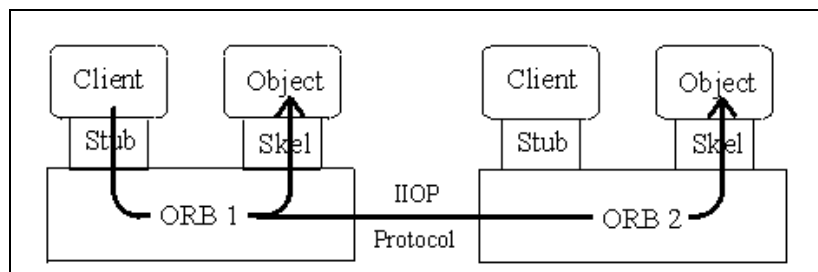 Client
Object
Client
Object
Stub
Skel
Stub
Skel
IIOP
ORB 1
ORB 2
Protocol